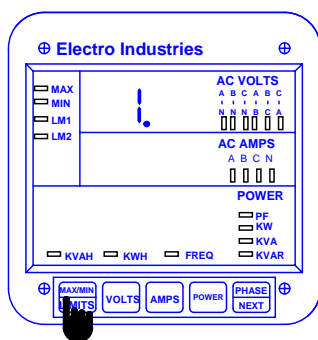 Electro Industries
MAX
MIN
LM1
LM2
1.
AC VOLTS
A B C A B C
N N N B C A
AC AMPS
A B C N
POWER
PF
KW
KVA
KVAR
KVAH KWH FREQ
MAX/MIN
LIMITS
VOLTS
AMPS
POWER
PHASE
NEXT